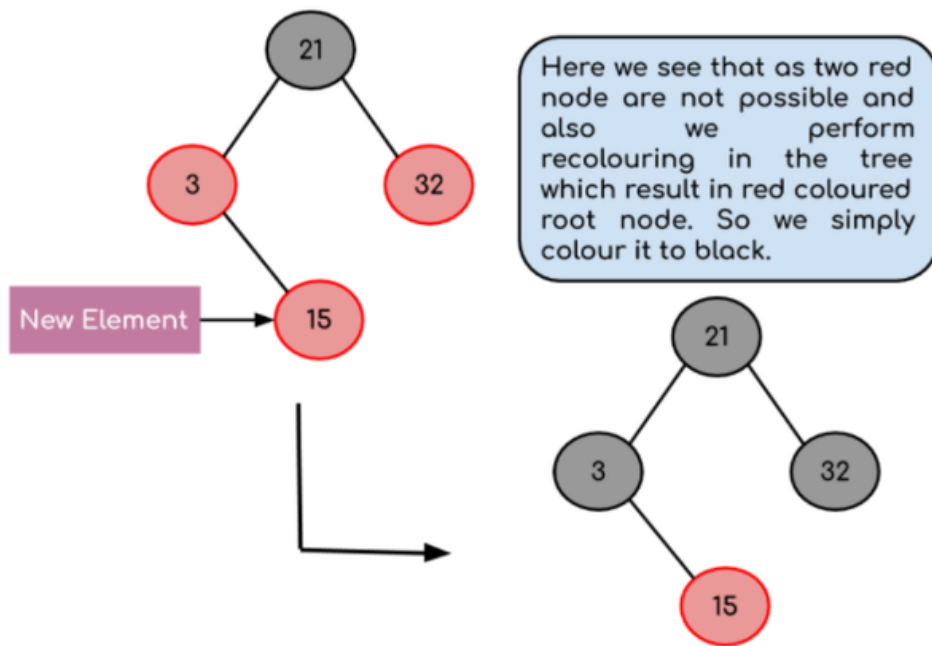 21
3
32
New Element
15
Here we see that as two red
node are not possible and
also we perform
recolouring in the tree
which result in red coloured
root node. So we simply
colour it to black.
21
3
32
15